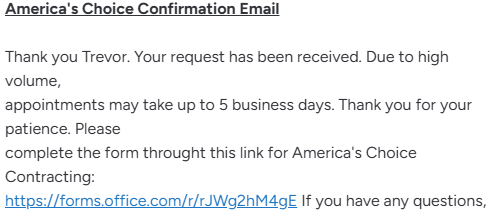 America's Choice Confirmation Email
Thank you Trevor. Your request has been received. Due to high
volume,
appointments may take up to 5 business days. Thank you for your
patience. Please
complete the form throught this link for America's Choice
Contracting:
https://forms.office.com/r/rJWg2hM4gE If you have any questions,